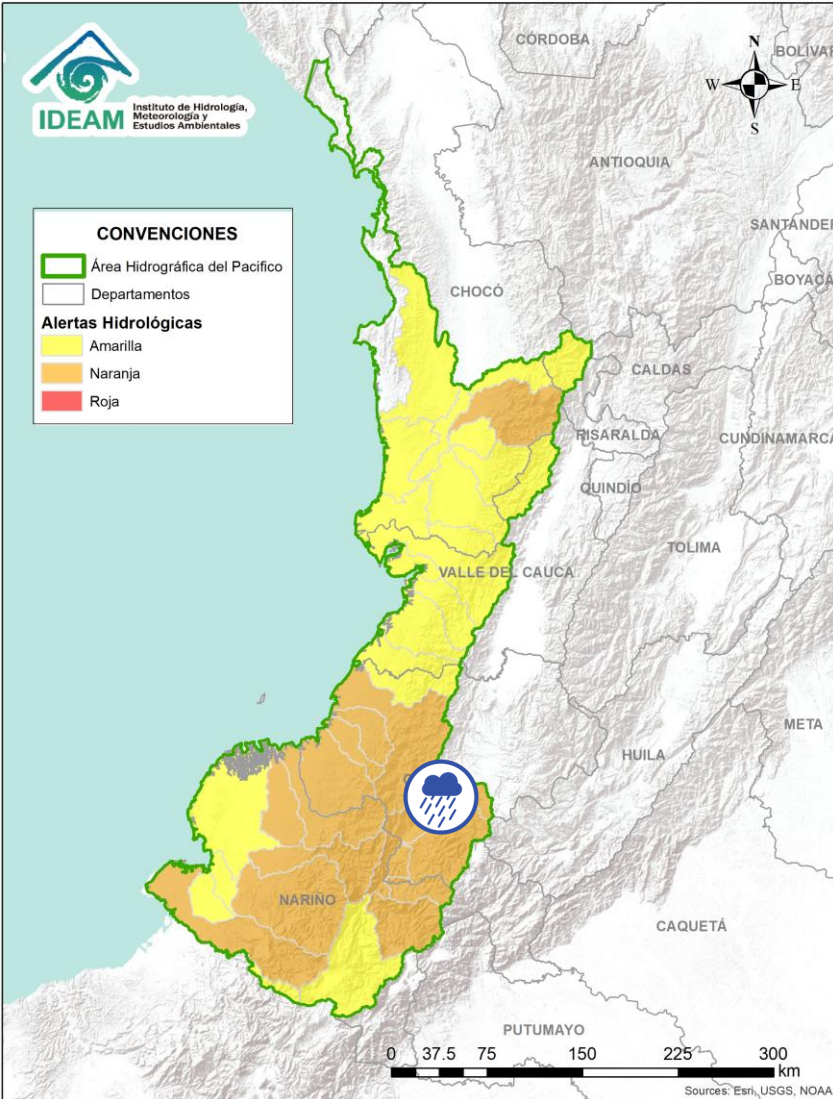 IDEAM
Instituto de Hidrología,
Meteorología y
Estudios Ambientales
N
W E
S
CÓRDOBA
BOLÍVAR
ANTIOQUIA
SANTANDER
BOYACÁ
CONVENCIONES
Área Hidrográfica del Pacifico
Departamentos
Alertas Hidrológicas
Amarilla
Naranja
Roja
CHOCÓ
CALDAS
RISARALDA
CUNDINAMARCA
QUINDÍO
TOLIMA
VALLE DEL CAUCA
META
HUILA
NARIÑO
CAQUETÁ
PUTUMAYO
0 37.5 75 150 225 300
km
Sources: Esri, USGS, NOAA